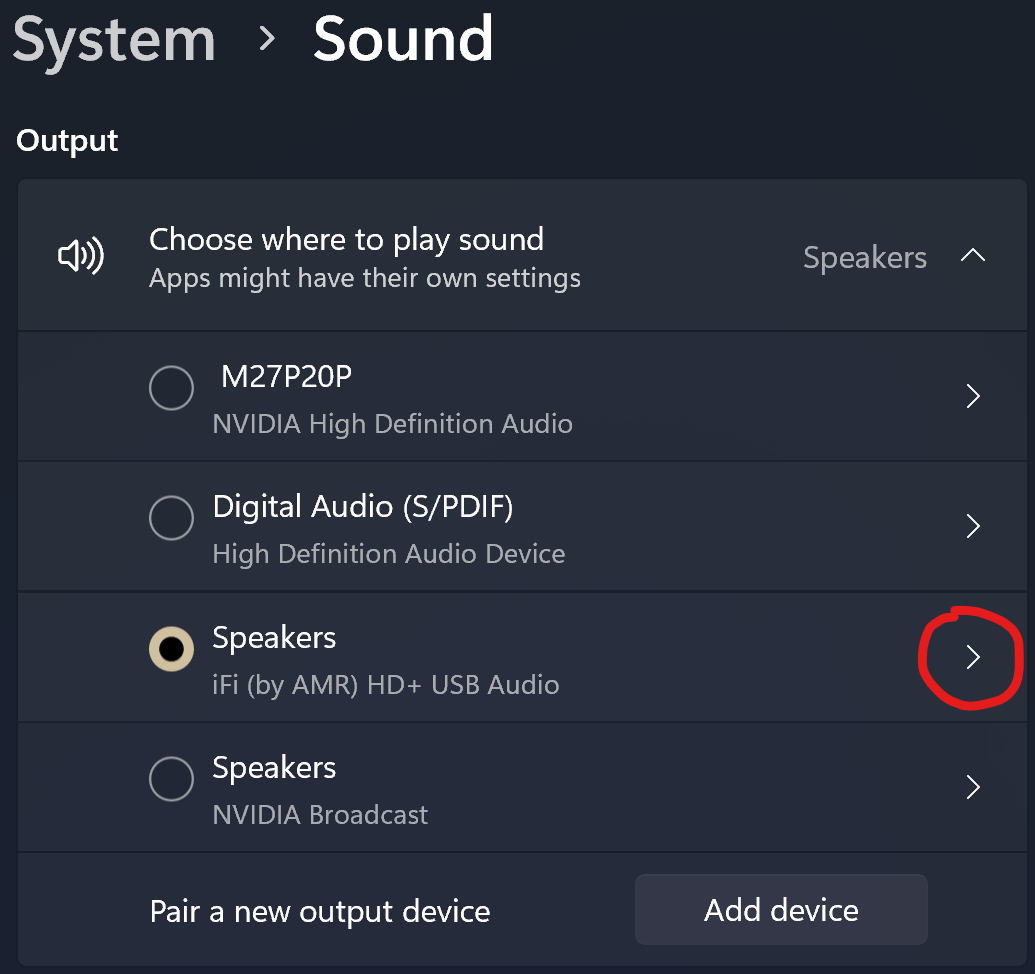 System > Sound
Output
Choose where to play sound
Apps might have their own settings
Speakers
M27P20P
NVIDIA High Definition Audio
Digital Audio (S/PDIF)
High Definition Audio Device
Speakers
iFi (by AMR) HD+ USB Audio
Speakers
NVIDIA Broadcast
Pair a new output device
Add device